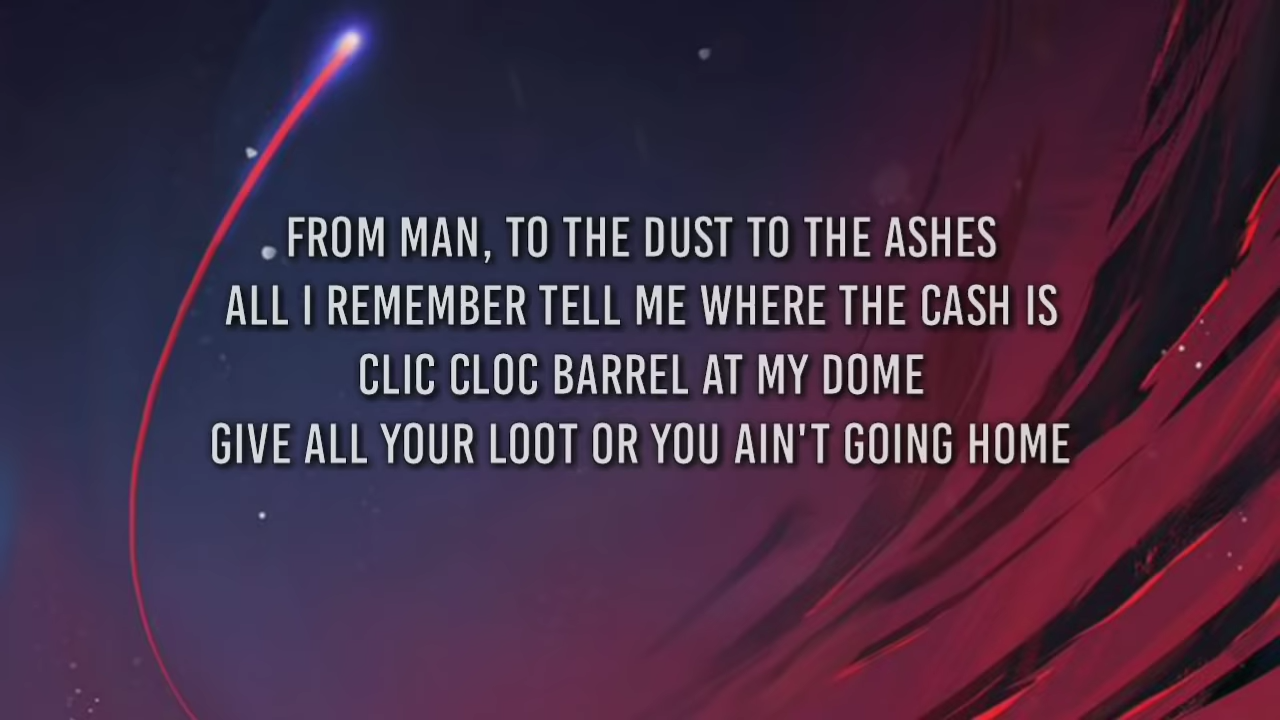 FROM MAN, TO THE DUST TO THE ASHES
ALL I REMEMBER TELL ME WHERE THE CASH IS
CLIC CLOC BARREL AT MY DOME
GIVE ALL YOUR LOOT OR YOU AIN'T GOING HOME